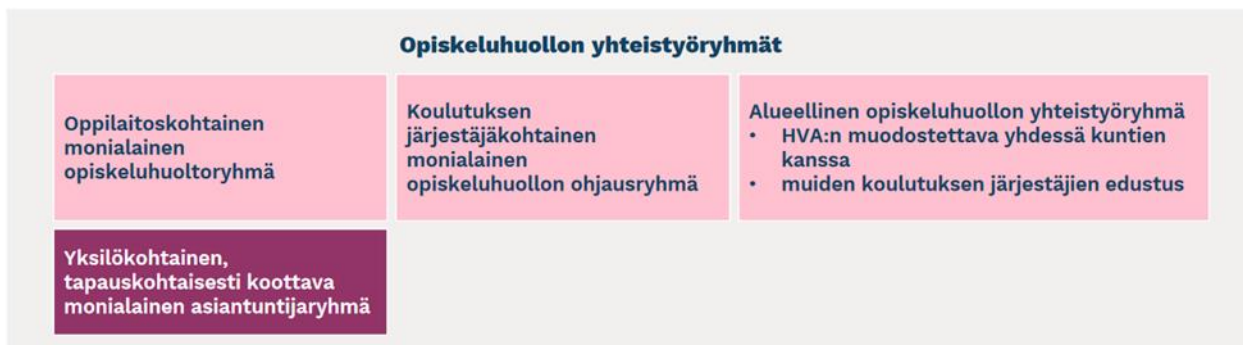 Opiskeluhuollon yhteistyöryhmät
Oppilaitoskohtainen
monialainen
opiskeluhuoltoryhmä
Koulutuksen
järjestäjäkohtainen
monialainen
opiskeluhuollon ohjausryhmä
Alueellinen opiskeluhuollon yhteistyöryhmä
• HVA:n muodostettava yhdessä kuntien
kanssa
• muiden koulutuksen järjestäjien edustus
Yksilökohtainen,
tapauskohtaisesti koottava
monialainen asiantuntijaryhmä